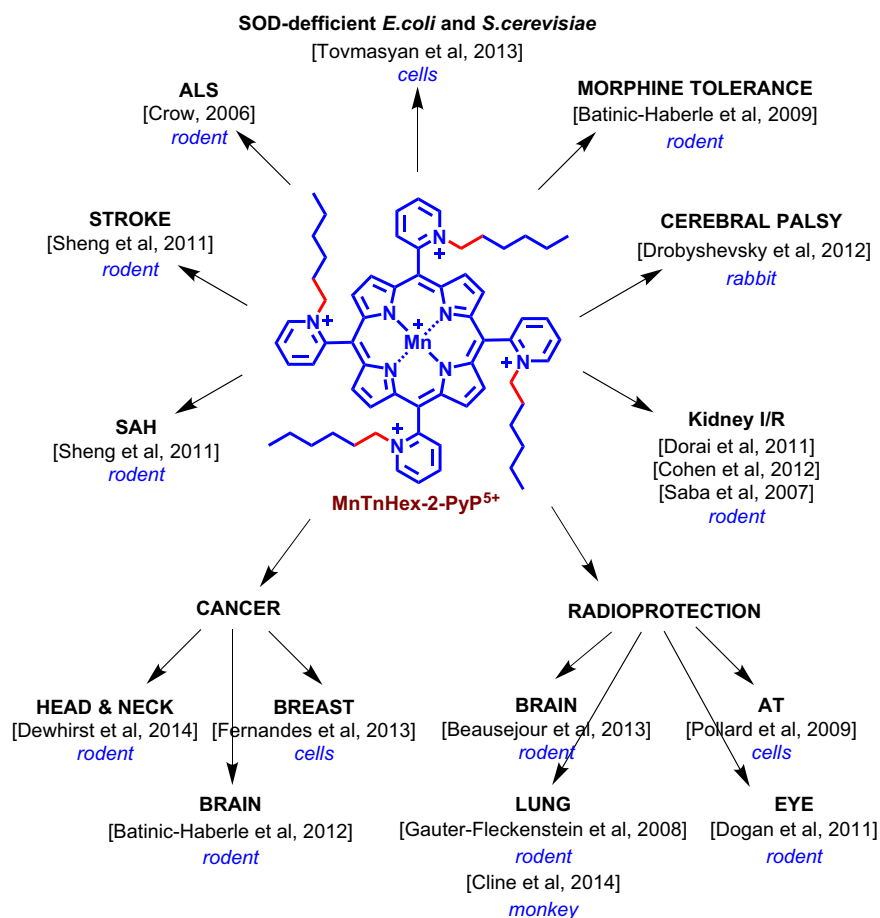 SOD-defficient E.coli and S.cerevisiae
[Tovmasyan et al, 2013]
cells
ALS
[Crow, 2006]
rodent
MORPHINE TOLERANCE
[Batinic-Haberle et al, 2009]
rodent
STROKE
[Sheng et al, 2011]
rodent
CEREBRAL PALSY
[Drobyshevsky et al, 2012]
rabbit
N
+
N
+
N
N
+
Mn
N
N
N
+
N
+
SAH
[Sheng et al, 2011]
rodent
Kidney I/R
[Dorai et al, 2011]
[Cohen et al, 2012]
[Saba et al, 2007]
rodent
MnTnHex-2-PyP5+
CANCER
HEAD & NECK
[Dewhirst et al, 2014]
rodent
BREAST
[Fernandes et al, 2013]
cells
BRAIN
[Batinic-Haberle et al, 2012]
rodent
RADIOPROTECTION
BRAIN
[Beausejour et al, 2013]
rodent
AT
[Pollard et al, 2009]
cells
LUNG
[Gauter-Fleckenstein et al, 2008]
rodent
[Cline et al, 2014]
monkey
EYE
[Dogan et al, 2011]
rodent